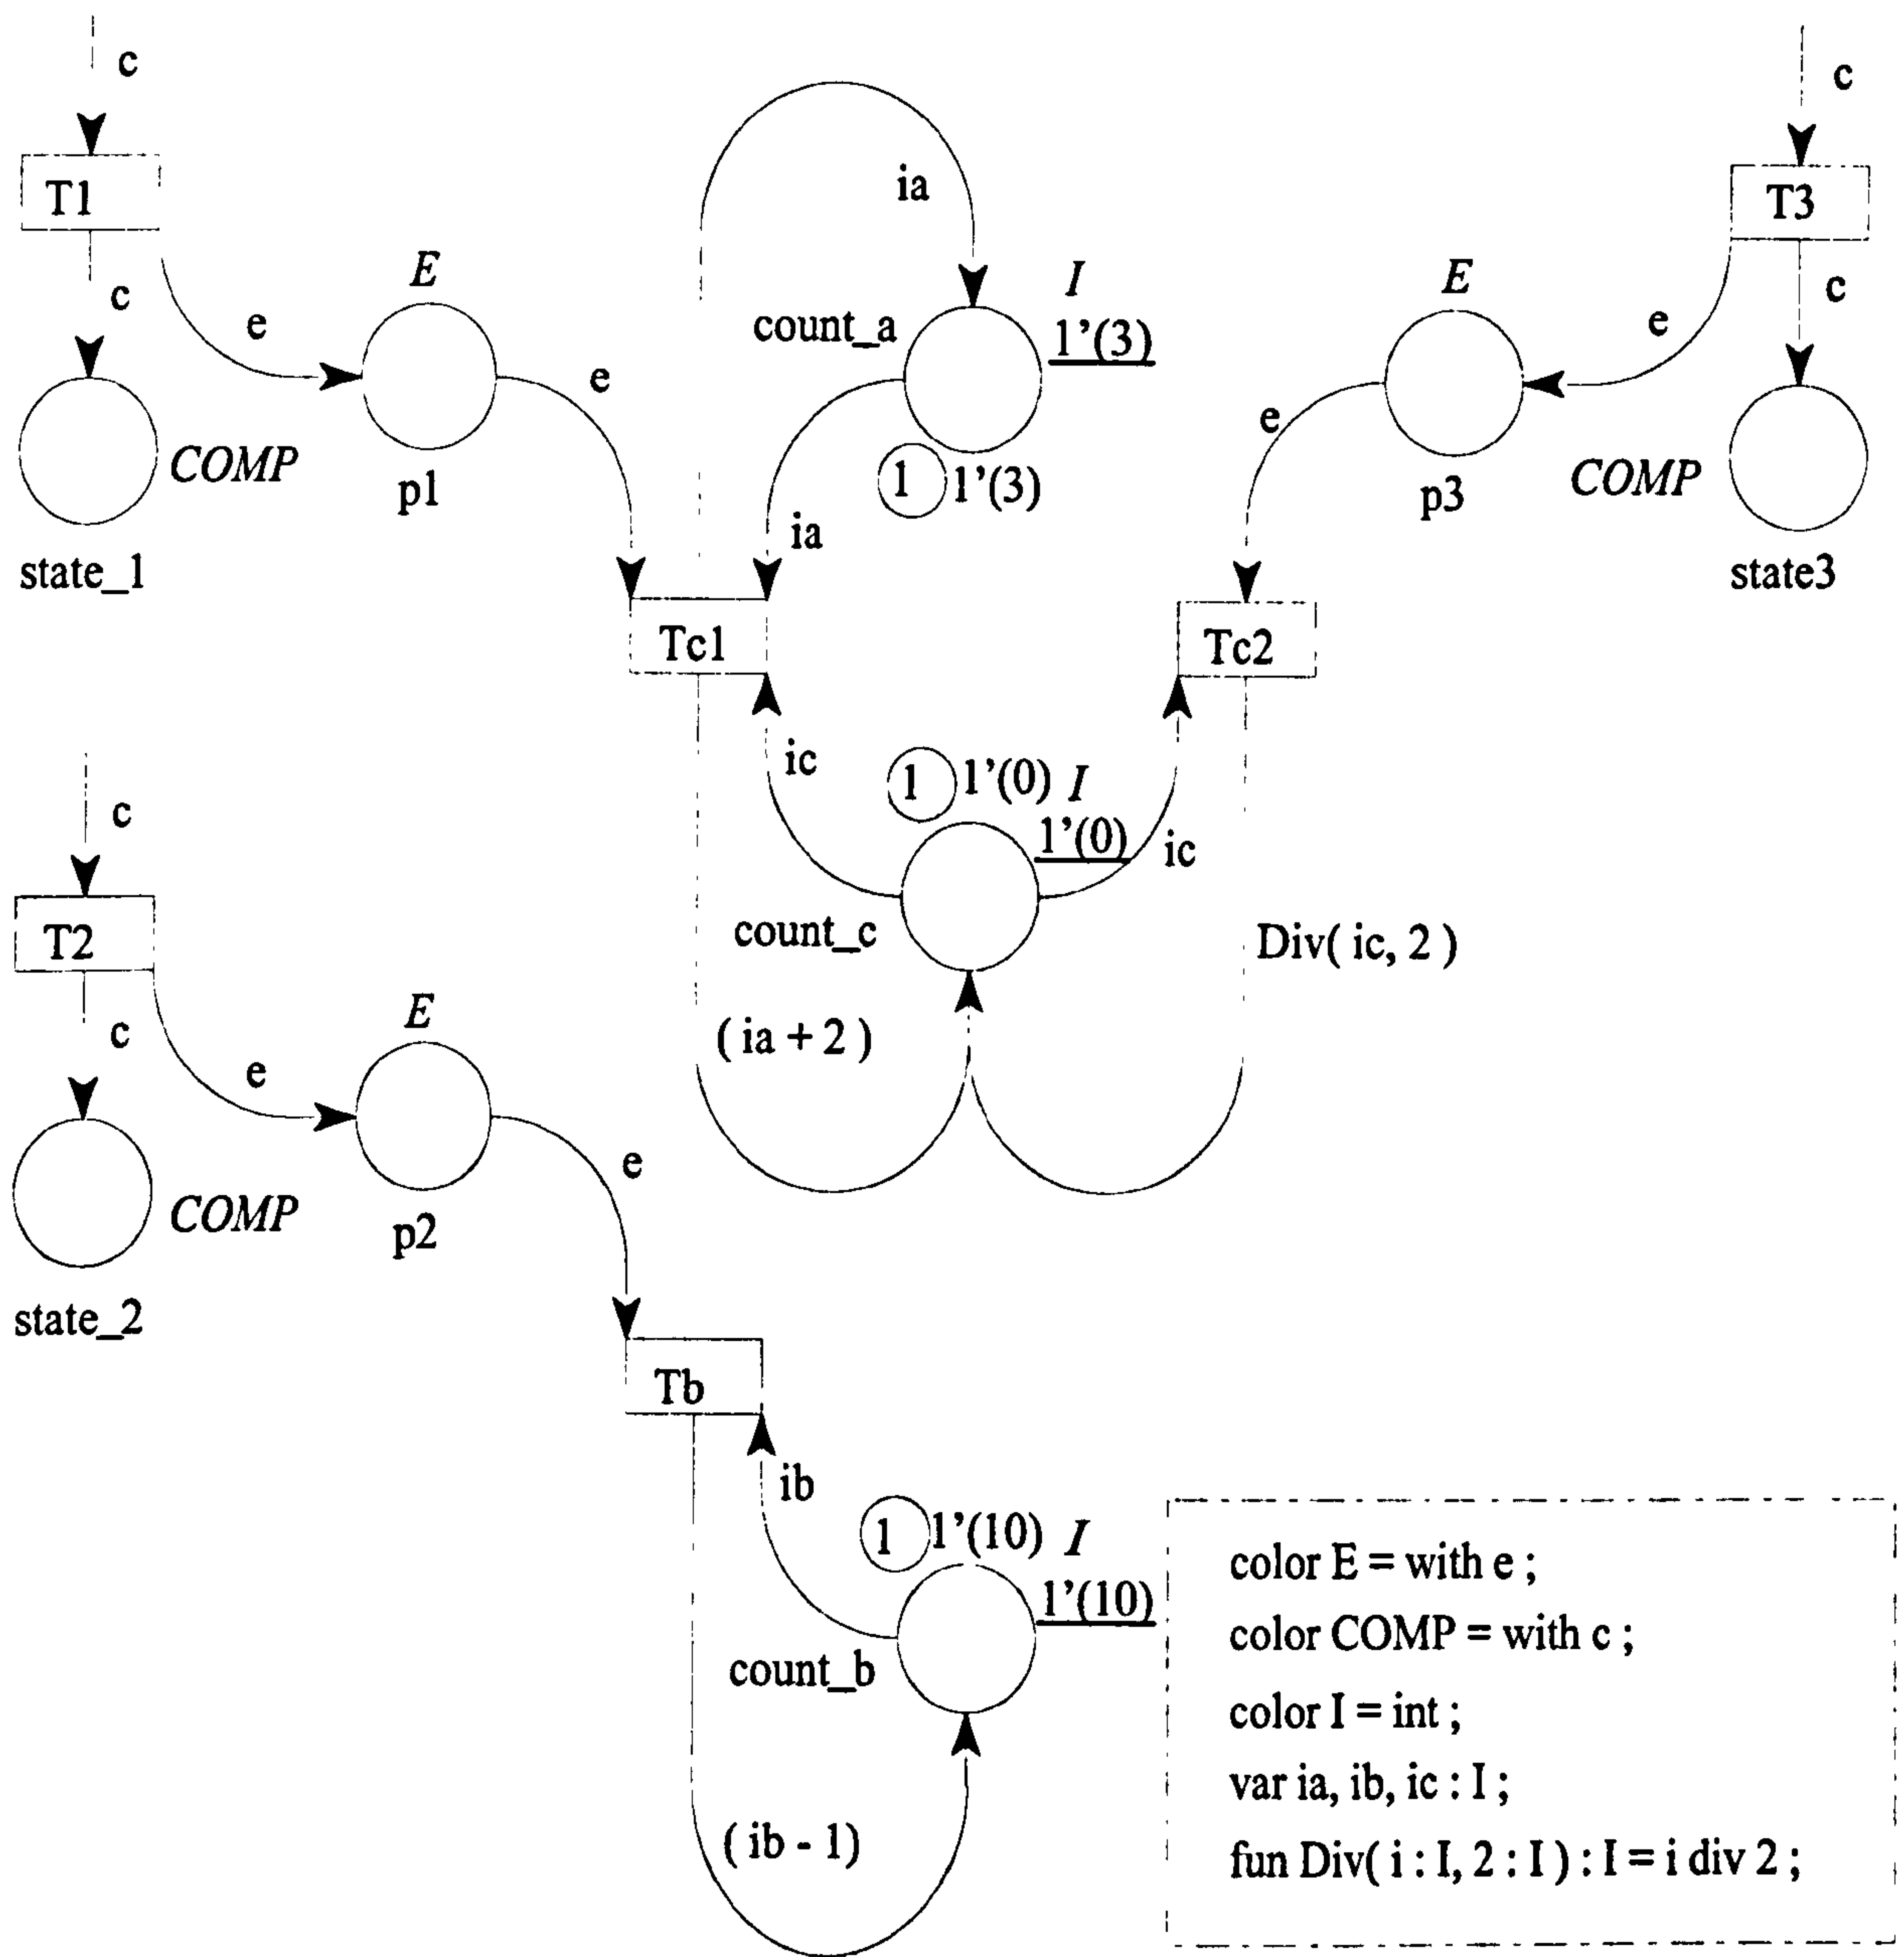 c
c
T1
T3
ia
c
c
E
I
E
e
count_a
1'(3)
e
e
e
COMP
p1
1
1'(3)
p3
COMP
ia
state_1
state3
Tc1
Tc2
ic
1
1'(0)
I
1'(0)
ic
c
T2
count_c
Div( ic, 2 )
c
E
( ia + 2 )
e
COMP
p2
e
state_2
Tb
ib
1
1'(10)
I
1'(10)
count_b
( ib - 1)
color E = with e ;
color COMP = with c ;
color I = int ;
var ia, ib, ic : I ;
fun Div( i : I, 2 : I ) : I = i div 2 ;